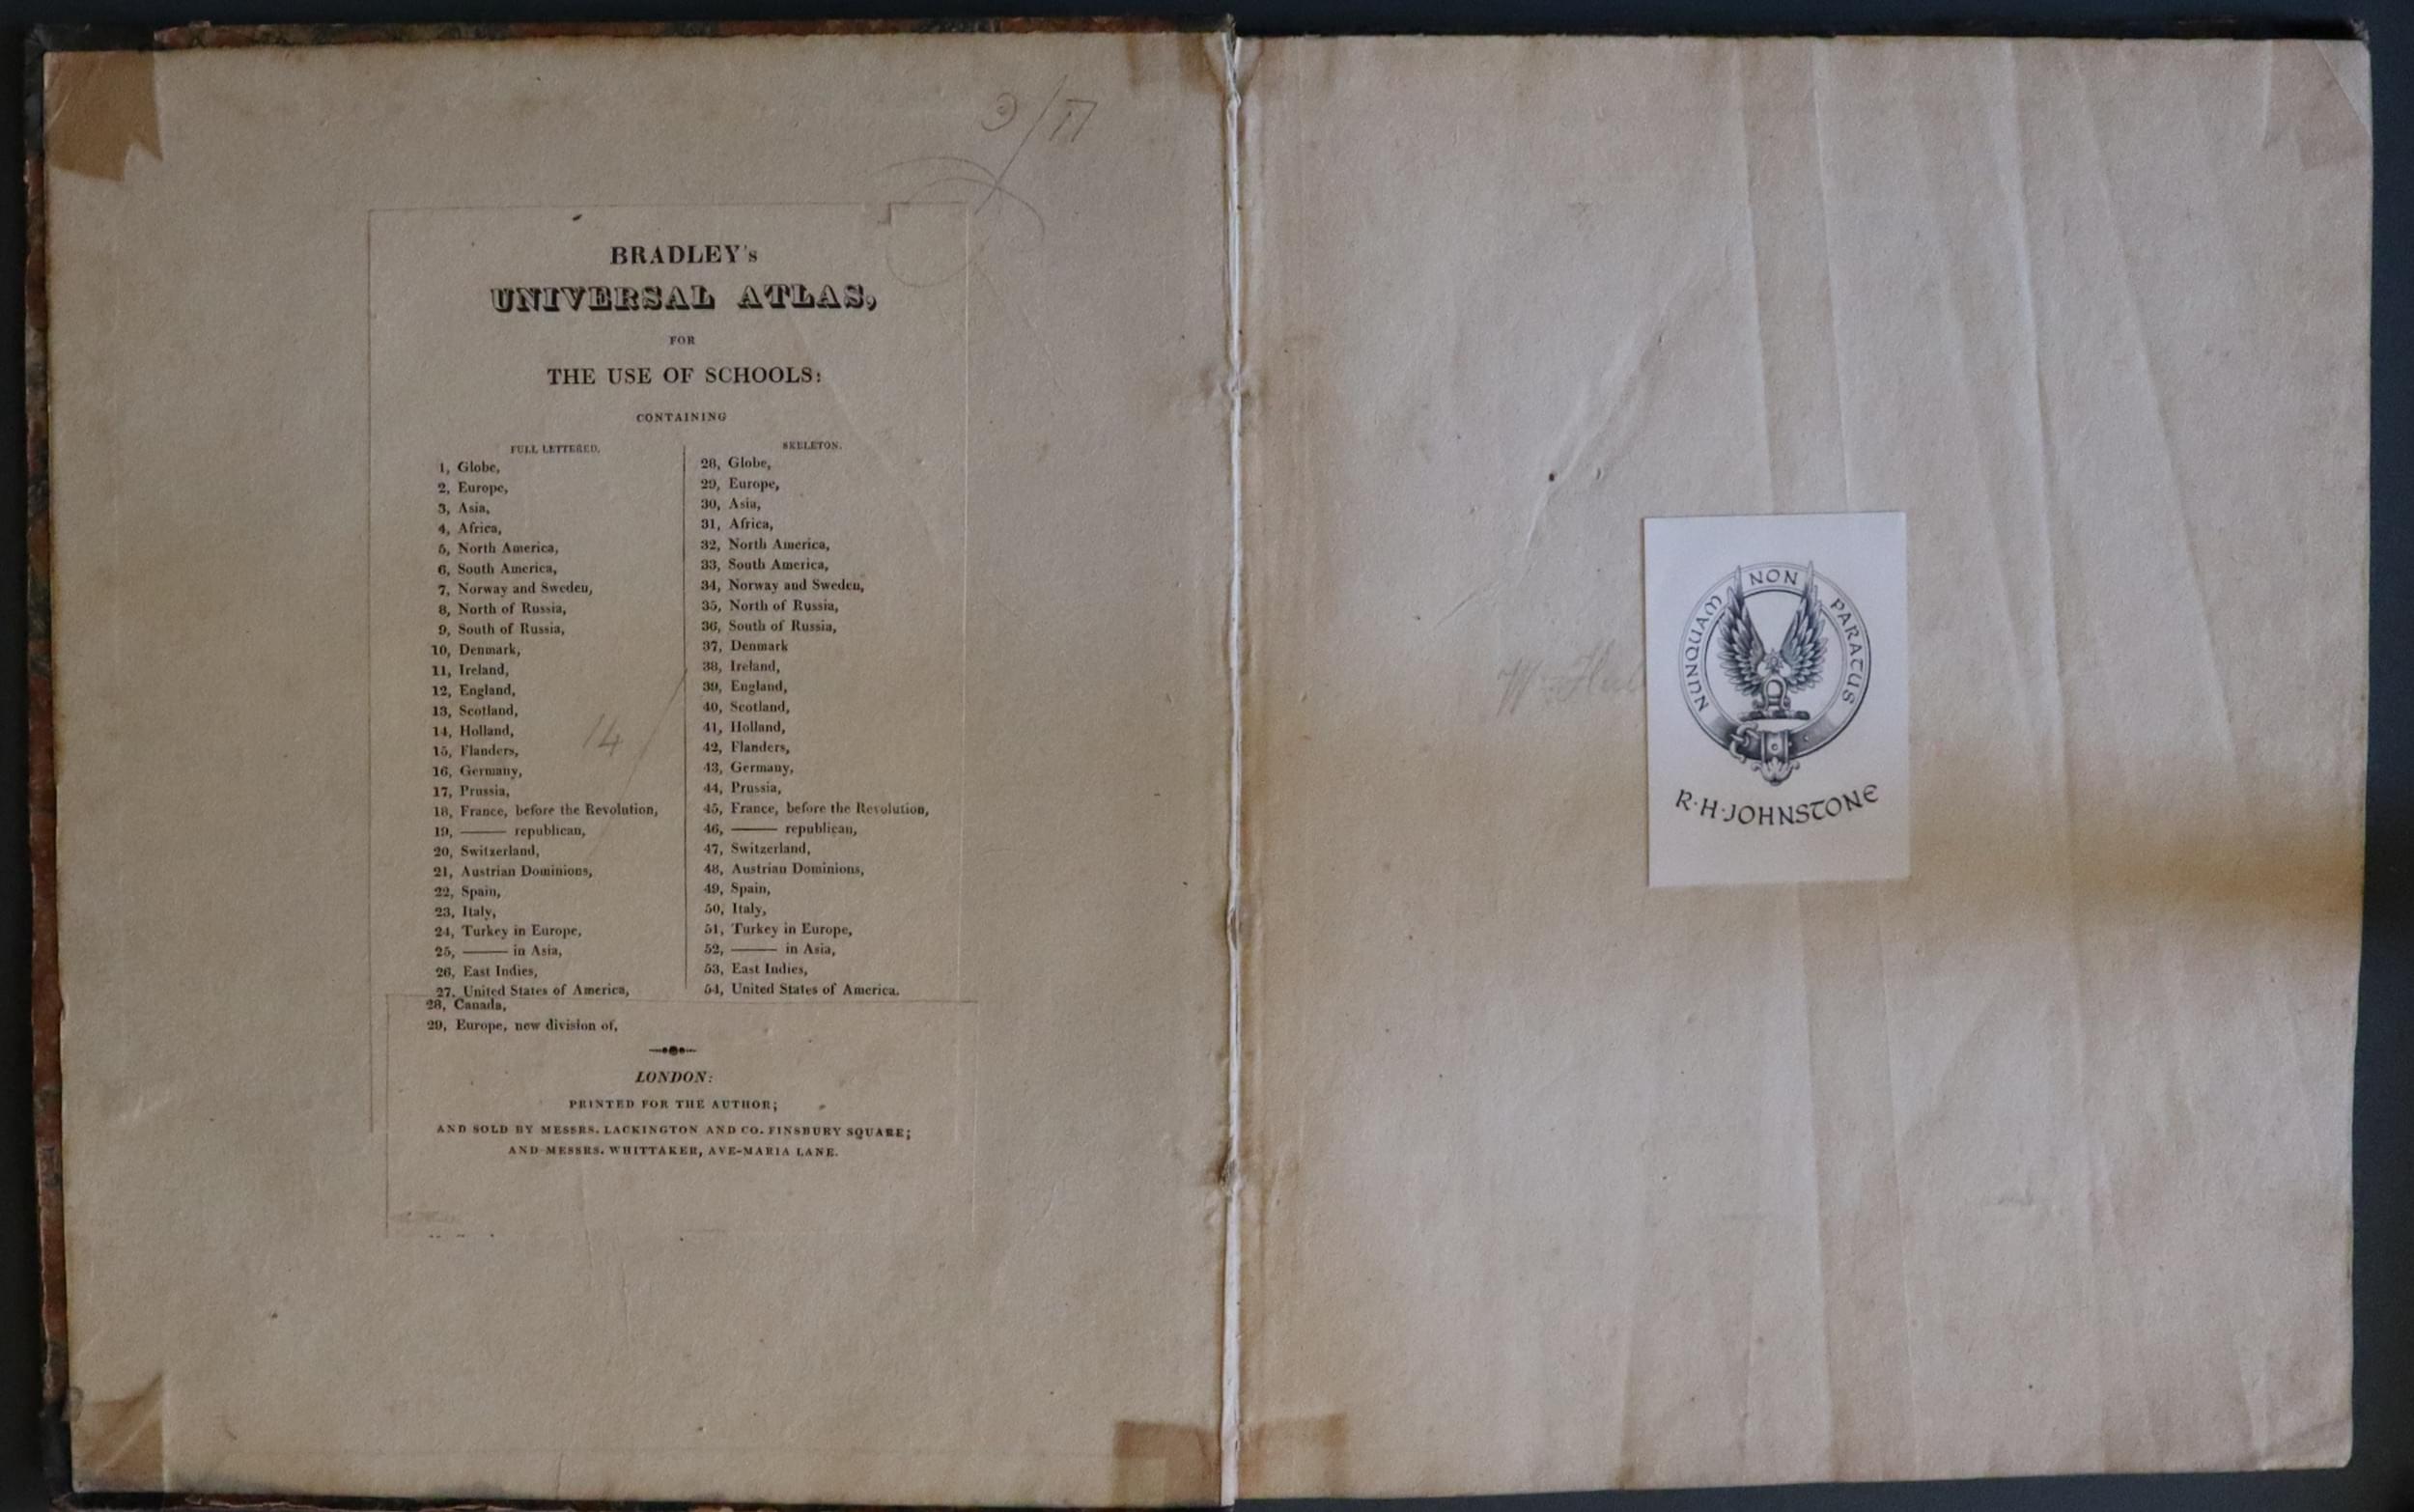 9/17
BRADLEY's
UNIVERSAL ATLAS,
FOR
THE USE OF SCHOOLS:
CONTAINING
FULL LETTERED.
1, Globe,
2, Europe,
3, Asia,
4, Africa,
5, North America,
6, South America,
7, Norway and Sweden,
8, North of Russia,
9, South of Russia,
10, Denmark,
11, Ireland,
12, England,
13, Scotland,
14, Holland,
15, Flanders,
16, Germany,
17, Prussia,
18, France, before the Revolution,
19, ——— republican,
20, Switzerland,
21, Austrian Dominions,
22, Spain,
23, Italy,
24, Turkey in Europe,
25, ——— in Asia,
26, East Indies,
27, United States of America,
28, Canada,
29, Europe, new division of,
14
SKELETON.
28, Globe,
29, Europe,
30, Asia,
31, Africa,
32, North America,
33, South America,
34, Norway and Sweden,
35, North of Russia,
36, South of Russia,
37, Denmark
38, Ireland,
39, England,
40, Scotland,
41, Holland,
42, Flanders,
43, Germany,
44, Prussia,
45, France, before the Revolution,
46, ——— republican,
47, Switzerland,
48, Austrian Dominions,
49, Spain,
50, Italy,
51, Turkey in Europe,
52, ——— in Asia,
53, East Indies,
54, United States of America.
LONDON:
PRINTED FOR THE AUTHOR;
AND SOLD BY MESSRS. LACKINGTON AND CO. FINSBURY SQUARE;
AND MESSRS. WHITTAKER, AVE-MARIA LANE.
NUNQUAM NON PARATUS
R·H·JOHNSTONE